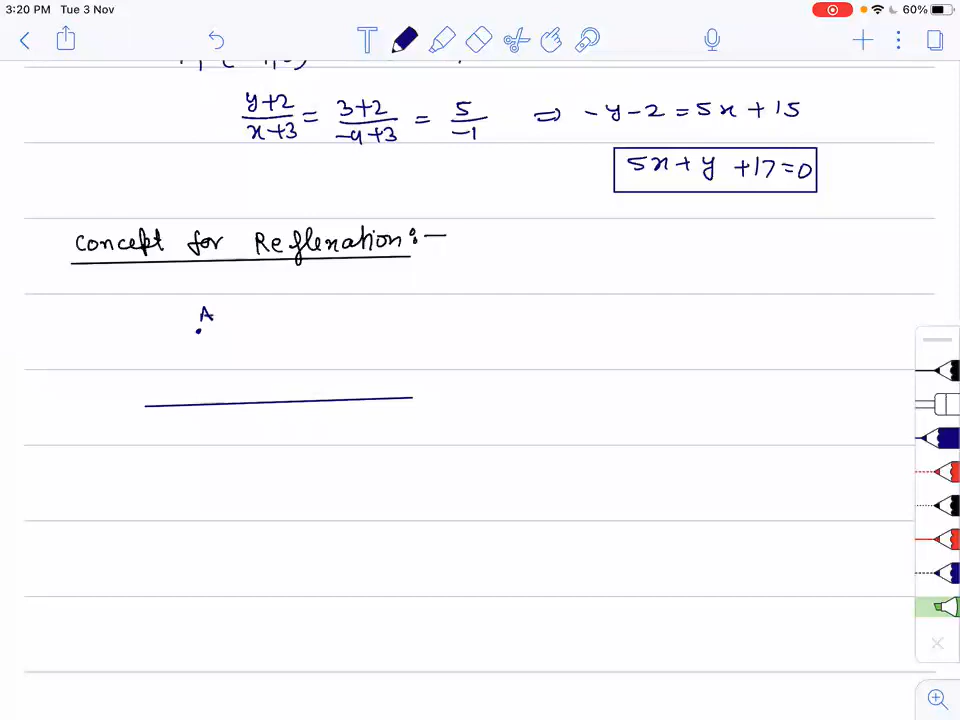 3:20 PM Tue 3 Nov 60%
T
y+2/x+3 = 3+2/-4+3 = 5/-1 ⇒ -y-2=5x+15
5x+y+17=0
Concept for Reflexation:-
A